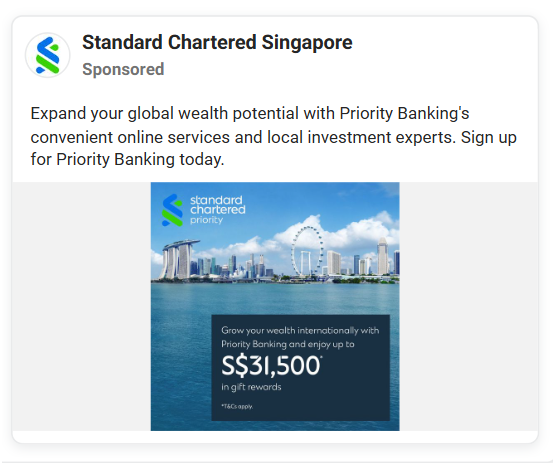 Standard Chartered Singapore
Sponsored
Expand your global wealth potential with Priority Banking's
convenient online services and local investment experts. Sign up
for Priority Banking today.
standard
chartered
priority
Grow your wealth internationally with
Priority Banking and enjoy up to
S$31,500*
in gift rewards
*T&Cs apply.